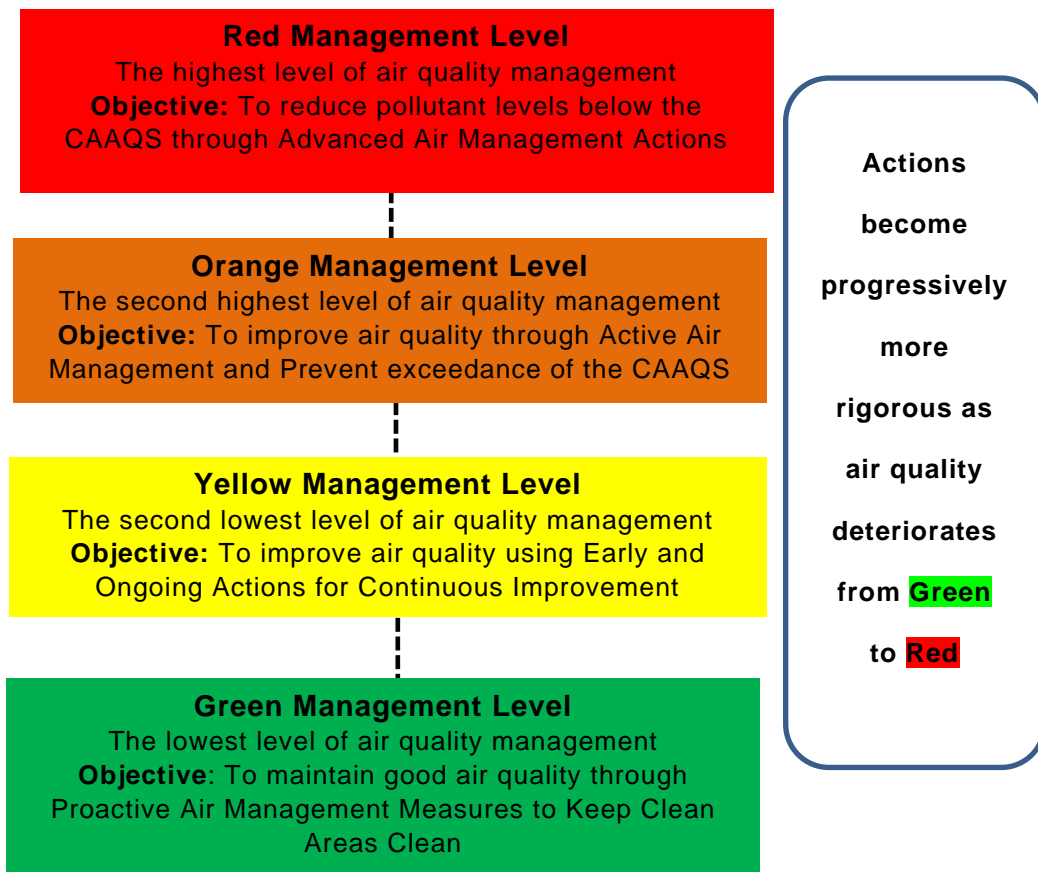 Red Management Level
The highest level of air quality management
Objective: To reduce pollutant levels below the
CAAQS through Advanced Air Management Actions
Orange Management Level
The second highest level of air quality management
Objective: To improve air quality through Active Air
Management and Prevent exceedance of the CAAQS
Yellow Management Level
The second lowest level of air quality management
Objective: To improve air quality using Early and
Ongoing Actions for Continuous Improvement
Green Management Level
The lowest level of air quality management
Objective: To maintain good air quality through
Proactive Air Management Measures to Keep Clean
Areas Clean
Actions
become
progressively
more
rigorous as
air quality
deteriorates
from Green
to Red